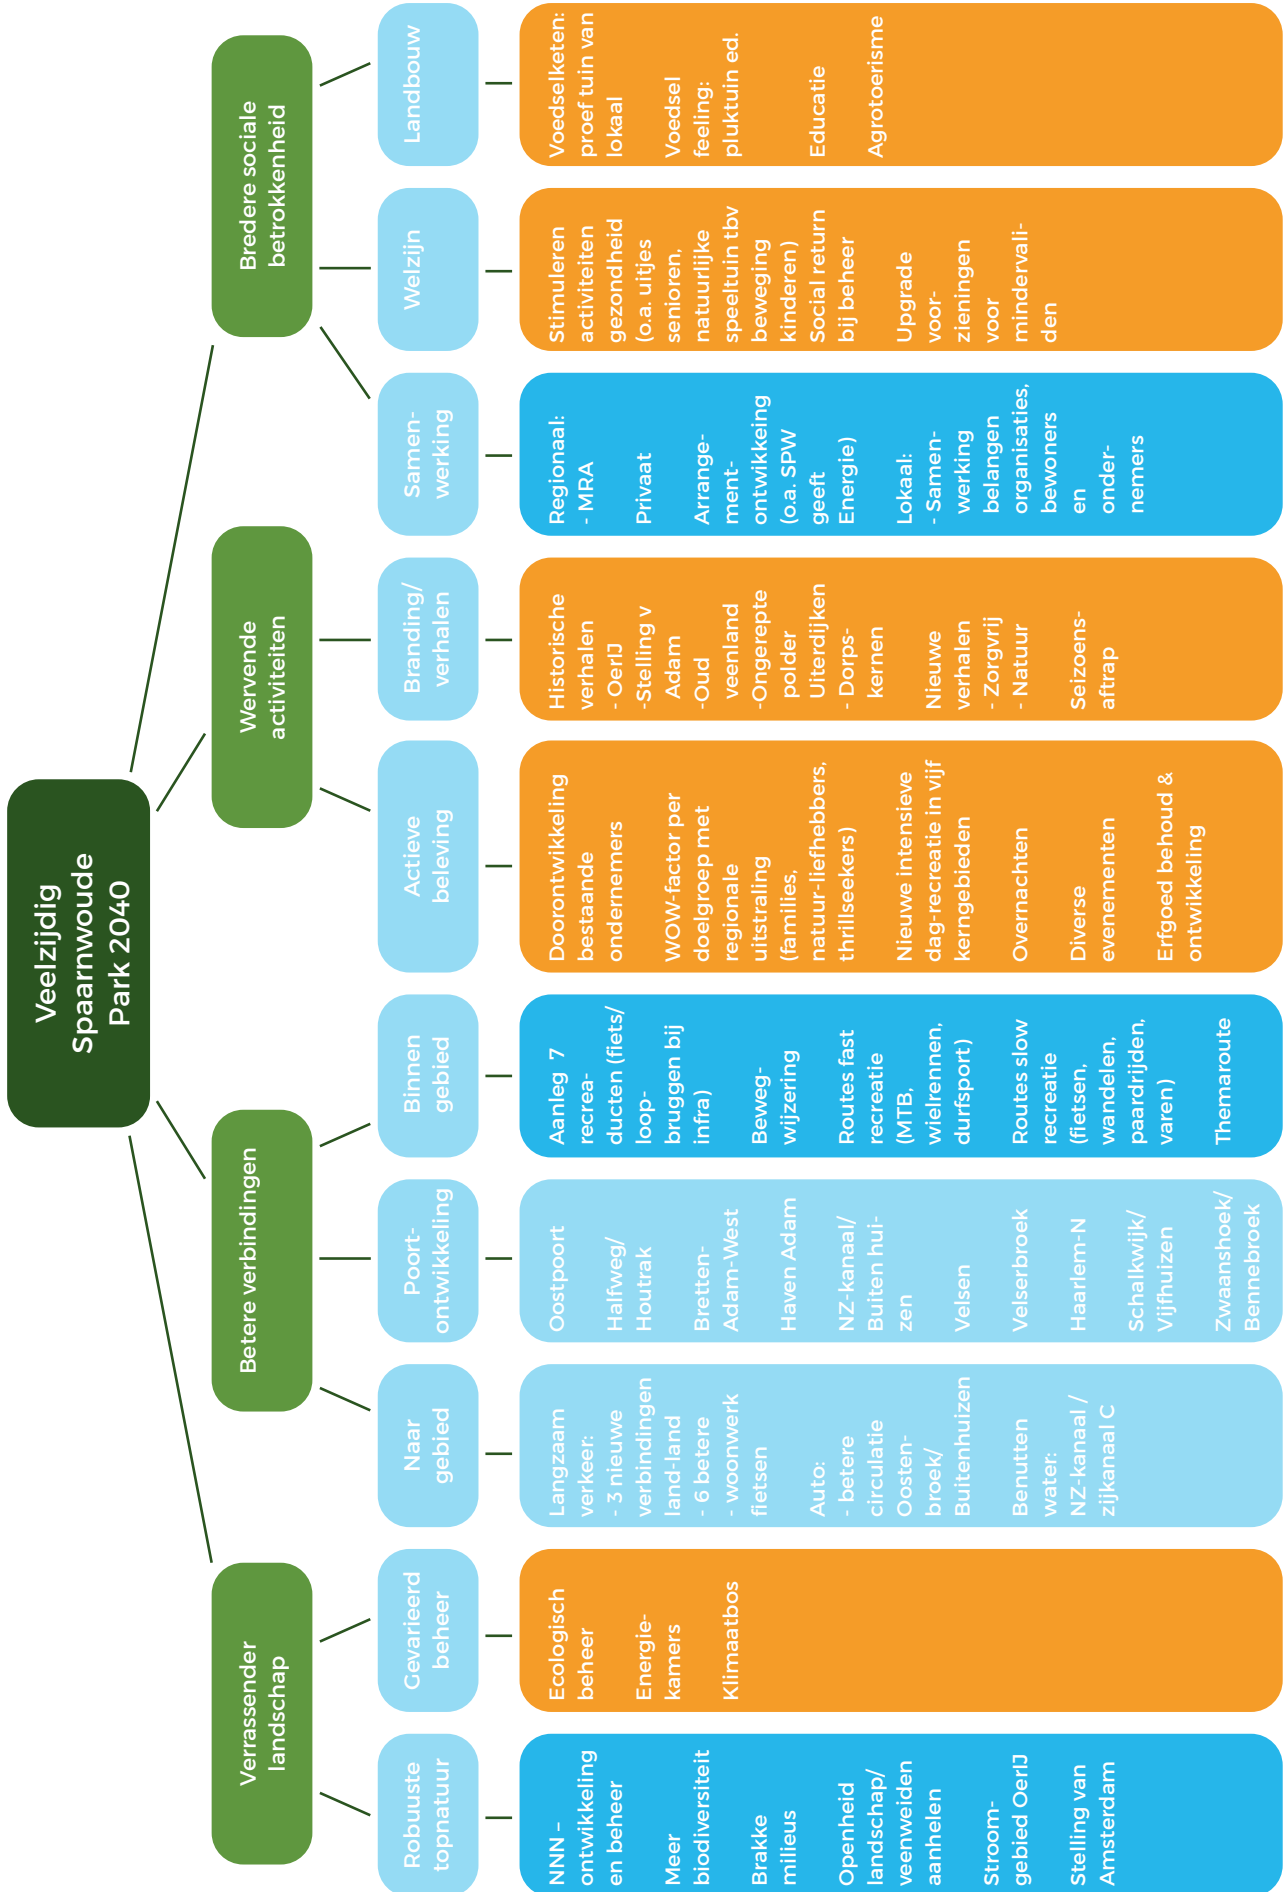 Veelzijdig
Spaarnwoude
Park 2040
Verrassender
landschap
Betere verbindingen
Wervende
activiteiten
Bredere sociale
betrokkenheid
Robuuste
topnatuur
Gevarieerd
beheer
Naar
gebied
Poort-
ontwikkeling
Binnen
gebied
Actieve
beleving
Branding/
verhalen
Samen-
werking
Welzijn
Landbouw
NNN –
ontwikkeling
en beheer
Meer
biodiversiteit
Brakke
milieus
Openheid
landschap/
veenweiden
aanhelen
Stroom-
gebied OerIJ
Stelling van
Amsterdam
Ecologisch
beheer
Energie-
kamers
Klimaatbos
Langzaam
verkeer:
- 3 nieuwe
verbindingen
land-land
- 6 betere
- woonwerk
fietsen
Auto:
- betere
circulatie
Oosten-
broek/
Buitenhuizen
Benutten
water:
NZ-kanaal /
zijkanaal C
Oostpoort
Halfweg/
Houtrak
Bretten-
Adam-West
Haven Adam
NZ-kanaal/
Buiten hui-
zen
Velsen
Velserbroek
Haarlem-N
Schalkwijk/
Vijfhuizen
Zwaanshoek/
Bennebroek
Aanleg 7
recrea-
ducten (fiets/
loop-
bruggen bij
infra)
Beweg-
wijzering
Routes fast
recreatie
(MTB,
wielrennen,
durfsport)
Routes slow
recreatie
(fietsen,
wandelen,
paardrijden,
varen)
Themaroute
Doorontwikkeling
bestaande
ondernemers
WOW-factor per
doelgroep met
regionale
uitstraling
(families,
natuur-liefhebbers,
thrillseekers)
Nieuwe intensieve
dag-recreatie in vijf
kerngebieden
Overnachten
Diverse
evenementen
Erfgoed behoud &
ontwikkeling
Historische
verhalen
- OerIJ
-Stelling v
Adam
-Oud
veenland
-Ongerepte
polder
Uiterdijken
- Dorps-
kernen
Nieuwe
verhalen
- Zorgvrij
- Natuur
Seizoens-
aftrap
Regionaal:
- MRA
Privaat
Arrange-
ment-
ontwikkeing
(o.a. SPW
geeft
Energie)
Lokaal:
- Samen-
werking
belangen
organisaties,
bewoners
en
onder-
nemers
Stimuleren
activiteiten
gezondheid
(o.a. uitjes
senioren,
natuurlijke
speeltuin tbv
beweging
kinderen)
Social return
bij beheer
Upgrade
voor-
zieningen
voor
mindervali-
den
Voedselketen:
proef tuin van
lokaal
Voedsel
feeling:
pluktuin ed.
Educatie
Agrotoerisme